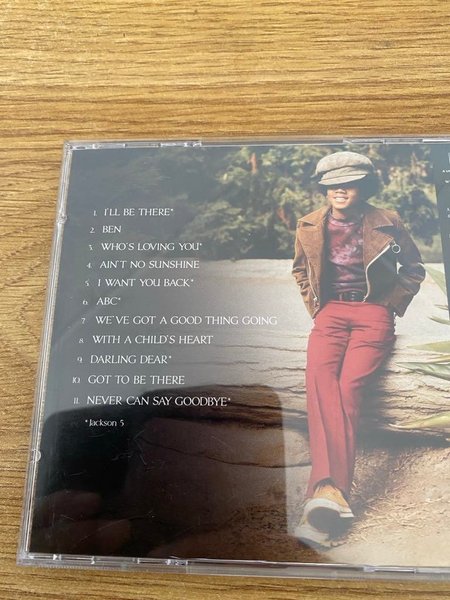 1. I'LL BE THERE*
2. BEN
3. WHO'S LOVING YOU*
4. AIN'T NO SUNSHINE
5. I WANT YOU BACK*
6. ABC*
7. WE'VE GOT A GOOD THING GOING
8. WITH A CHILD'S HEART
9. DARLING DEAR*
10. GOT TO BE THERE
11. NEVER CAN SAY GOODBYE*
*Jackson 5